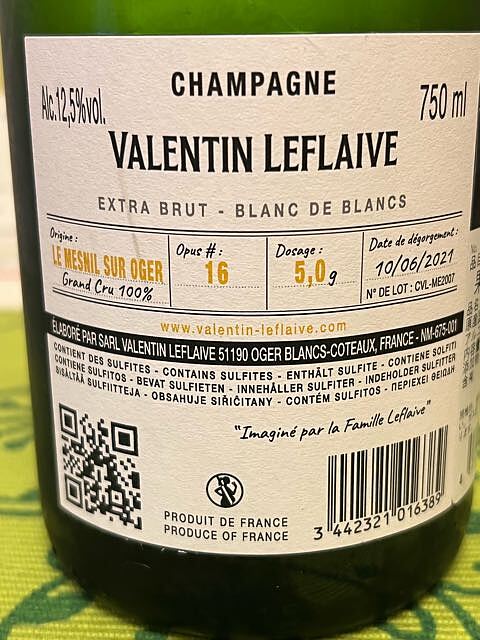 CHAMPAGNE
Alc.12,5%vol.
750 ml
VALENTIN LEFLAIVE
EXTRA BRUT - BLANC DE BLANCS
Origine :
LE MESNIL SUR OGER
Grand Cru 100%
Opus # :
16
Dosage :
5,0g
Date de dégorgement :
10/06/2021
N° DE LOT : CVL-ME2007
www.valentin-leflaive.com
ELABORÉ PAR SARL VALENTIN LEFLAIVE 51190 OGER BLANCS-COTEAUX, FRANCE - NM-675-001
CONTIENT DES SULFITES - CONTAINS SULFITES - ENTHÄLT SULFITE - CONTIENE SOLFITI
CONTIENE SULFITOS - BEVAT SULFIETEN - INNEHÅLLER SULFITER - INDEHOLDER SULFITTER
SISÄLTÄÄ SULFIITTEJA - OBSAHUJE SIŘIČITANY - CONTÉM SULFITOS - ΠΕΡΙΕΧΕΙ ΘΕΙΩΔΗ
"Imaginé par la Famille Leflaive"
PRODUIT DE FRANCE
PRODUCE OF FRANCE
3 442321 016389